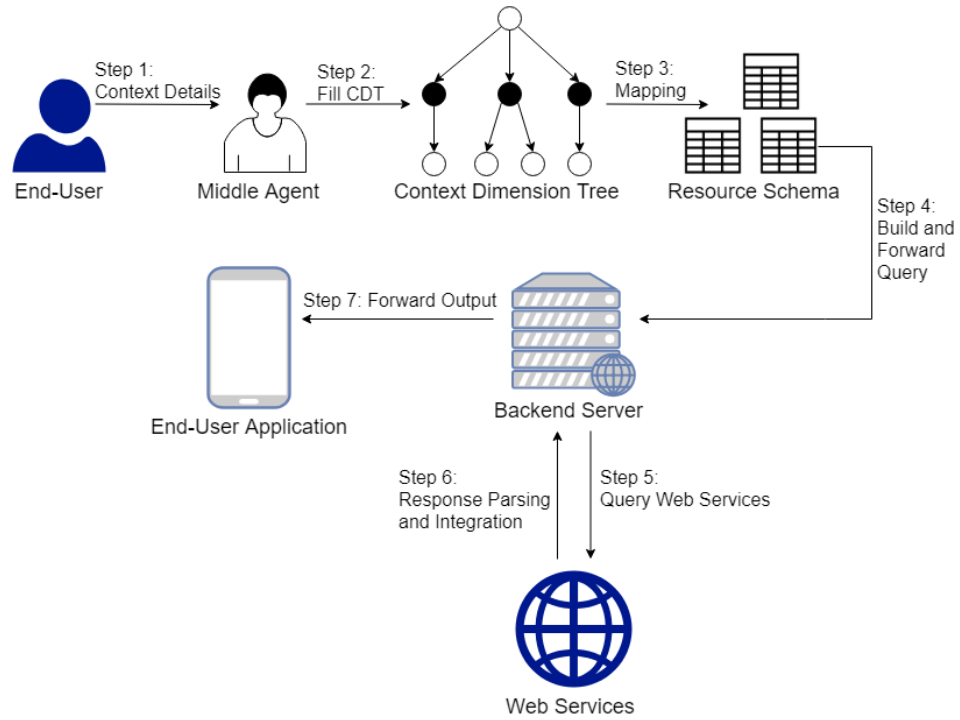 Step 1:
Context Details
Step 2:
Fill CDT
Step 3:
Mapping
End-User
Middle Agent
Context Dimension Tree
Resource Schema
Step 4:
Build and
Forward
Query
Step 7: Forward Output
End-User Application
Backend Server
Step 6:
Response Parsing
and Integration
Step 5:
Query Web Services
Web Services